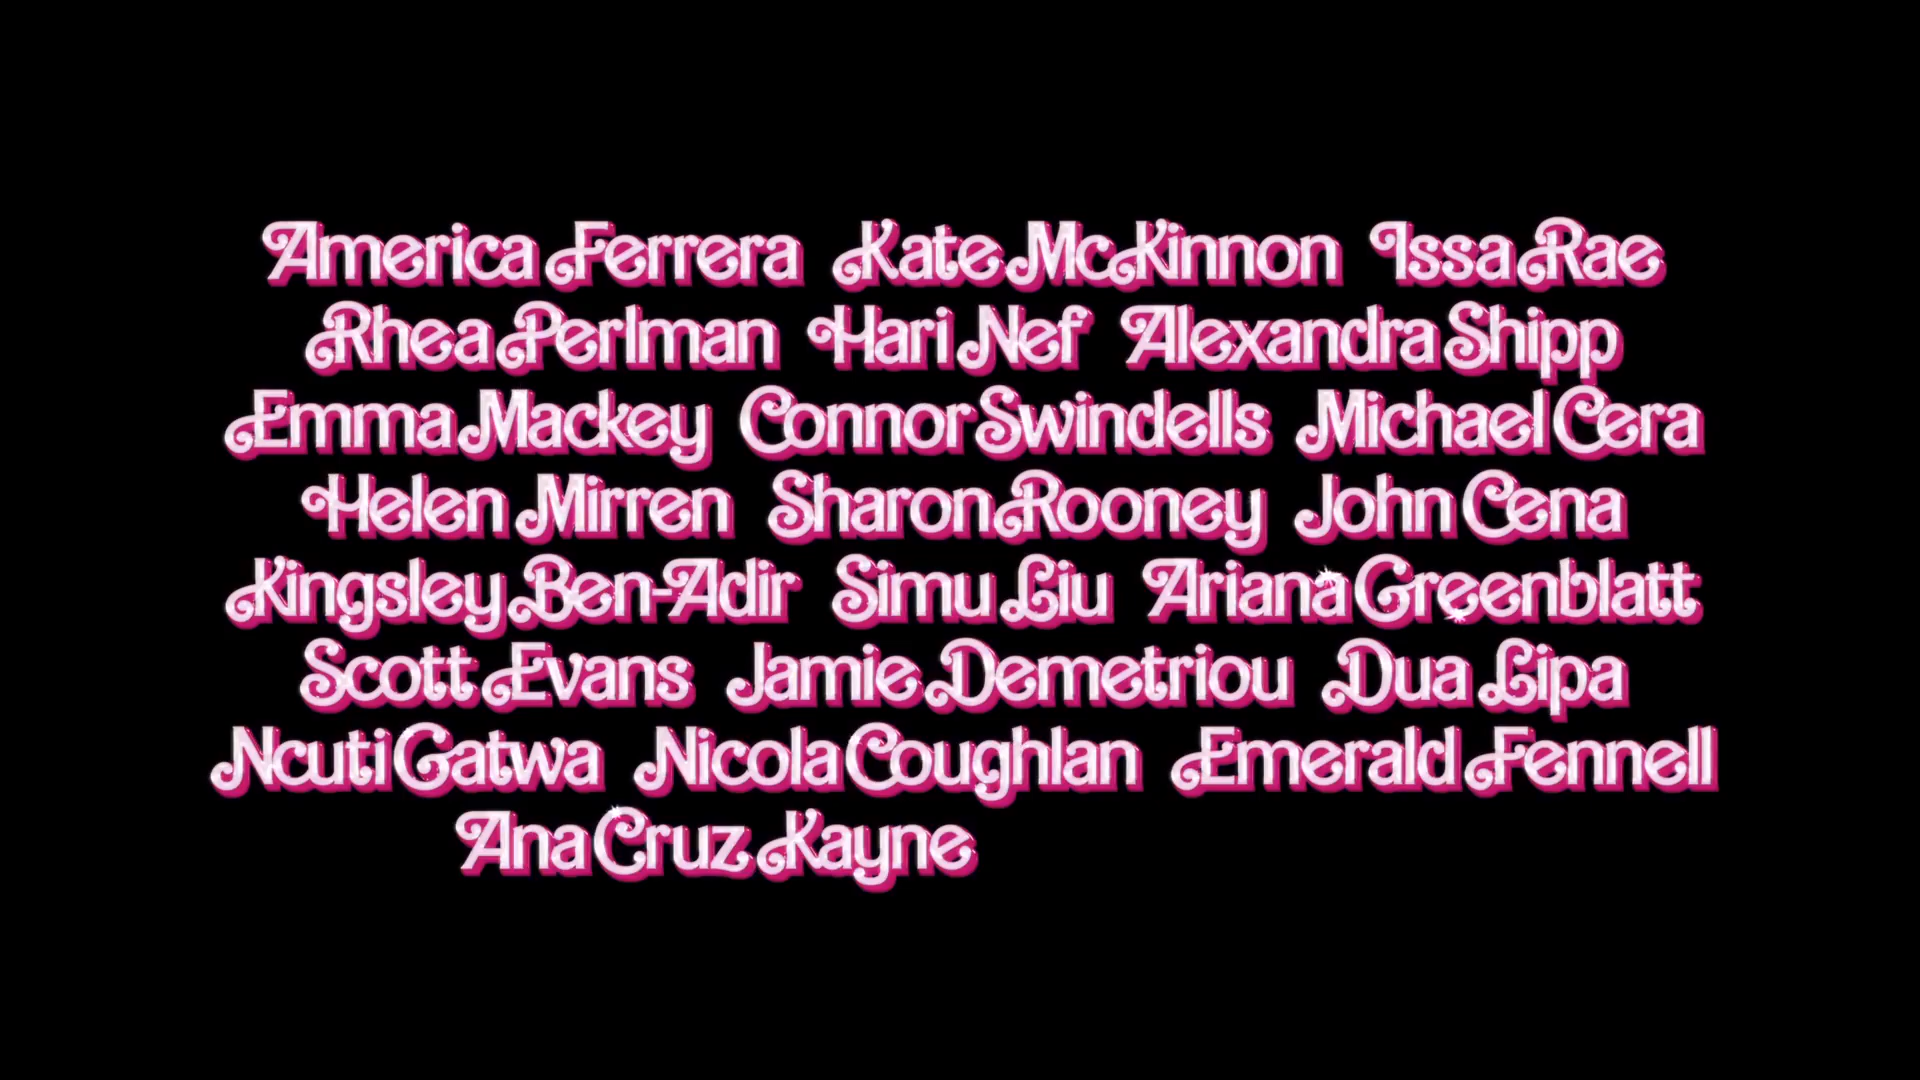 America Ferrera Kate McKinnon Issa Rae
Rhea Perlman Hari Nef Alexandra Shipp
Emma Mackey Connor Swindells Michael Cera
Helen Mirren Sharon Rooney John Cena
Kingsley Ben-Adir Simu Liu Ariana Greenblatt
Scott Evans Jamie Demetriou Dua Lipa
Ncuti Gatwa Nicola Coughlan Emerald Fennell
Ana Cruz Kayne